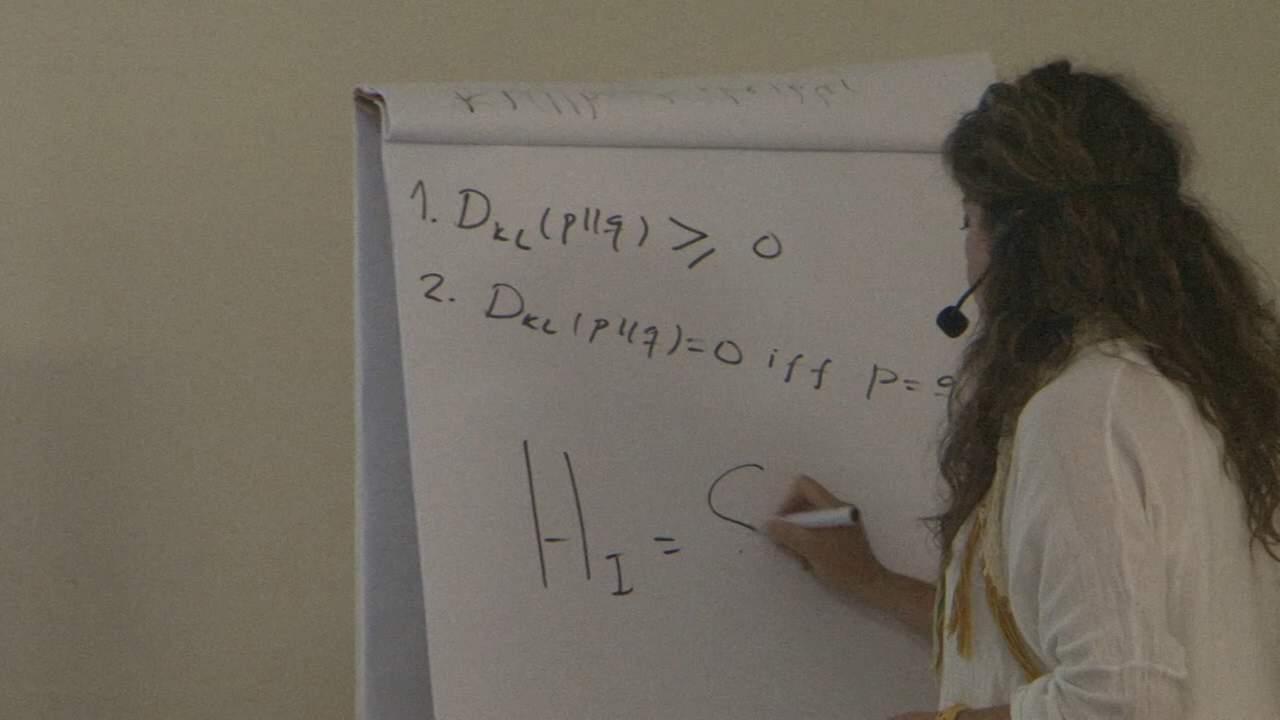 1. D_KL(p||q) ⩾ 0
2. D_KL(p||q)=0 iff p=q
H_I =